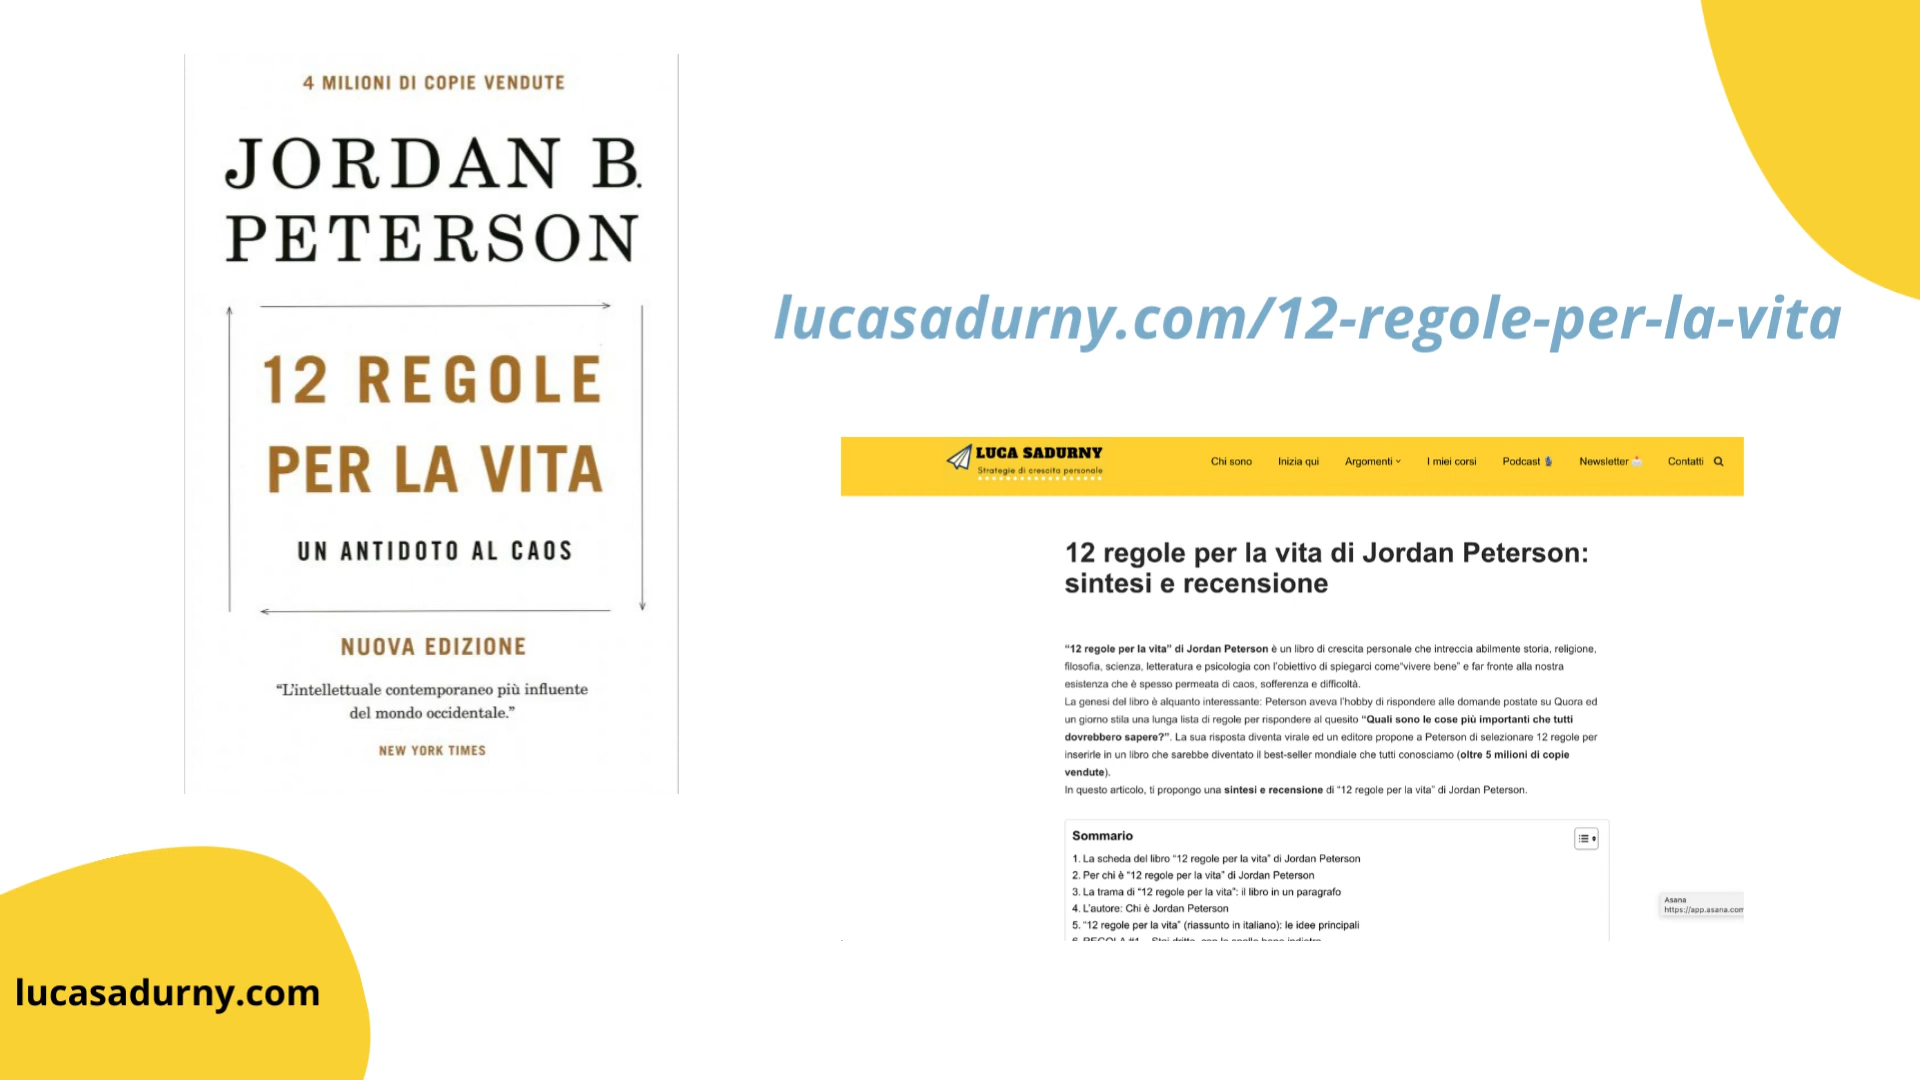 4 MILIONI DI COPIE VENDUTE
JORDAN B.
PETERSON
12 REGOLE
PER LA VITA
UN ANTIDOTO AL CAOS
NUOVA EDIZIONE
“L’intellettuale contemporaneo più influente
del mondo occidentale.”
NEW YORK TIMES
lucasadurny.com/12-regole-per-la-vita
LUCA SADURNY
Strategie di crescita personale
Chi sono Inizia qui Argomenti I miei corsi Podcast Newsletter Contatti
12 regole per la vita di Jordan Peterson:
sintesi e recensione
“12 regole per la vita” di Jordan Peterson è un libro di crescita personale che intreccia abilmente storia, religione,
filosofia, scienza, letteratura e psicologia con l’obiettivo di spiegarci come“vivere bene” e far fronte alla nostra
esistenza che è spesso permeata di caos, sofferenza e difficoltà.
La genesi del libro è alquanto interessante: Peterson aveva l’hobby di rispondere alle domande postate su Quora ed
un giorno stila una lunga lista di regole per rispondere al quesito “Quali sono le cose più importanti che tutti
dovrebbero sapere?”. La sua risposta diventa virale ed un editore propone a Peterson di selezionare 12 regole per
inserirle in un libro che sarebbe diventato il best-seller mondiale che tutti conosciamo (oltre 5 milioni di copie
vendute).
In questo articolo, ti propongo una sintesi e recensione di “12 regole per la vita” di Jordan Peterson.
Sommario
1. La scheda del libro “12 regole per la vita” di Jordan Peterson
2. Per chi è “12 regole per la vita” di Jordan Peterson
3. La trama di “12 regole per la vita”: il libro in un paragrafo
4. L’autore: Chi è Jordan Peterson
5. “12 regole per la vita” (riassunto in italiano): le idee principali
Asana
https://app.asana.com
lucasadurny.com